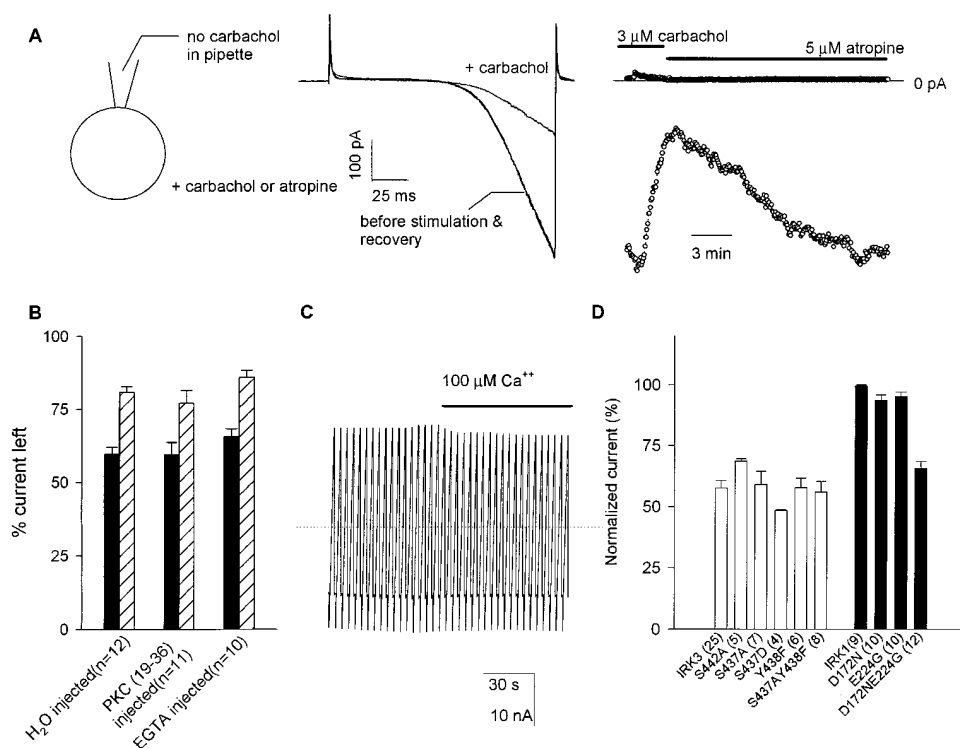 A
no carbachol
in pipette
+ carbachol or atropine
+ carbachol
100 pA
25 ms
before stimulation &
recovery
3 μM carbachol
5 μM atropine
0 pA
3 min
B
% current left
100
75
50
25
0
H2O injected(n=12)
PKC (19-36)
injected(n=11)
EGTA injected(n=10)
C
100 μM Ca++
30 s
10 nA
D
Normalized current (%)
100
75
50
25
0
IRK3 (25)
S442A (5)
S437A (7)
S437D (4)
Y438F (6)
S437AY438F (8)
IRK1(9)
D172N (10)
E224G (10)
D172NE224G (12)